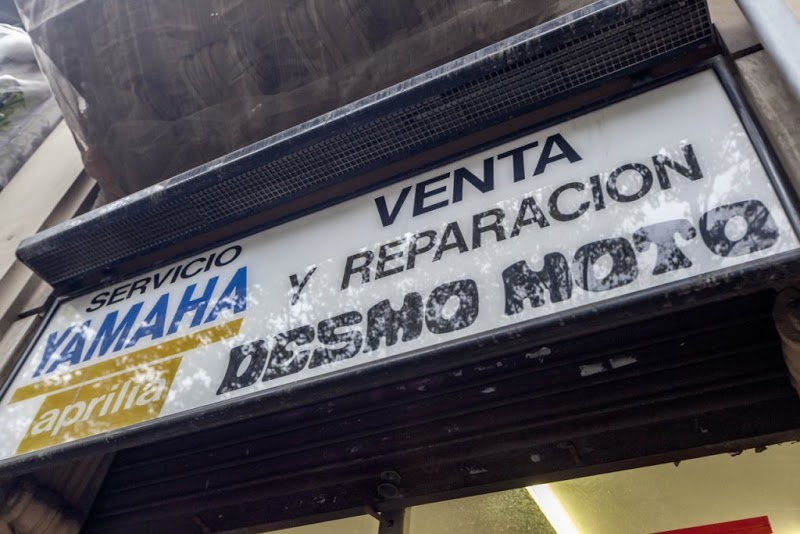 SERVICIO
YAMAHA
aprilia
VENTA
Y REPARACION
DESMO MOTO